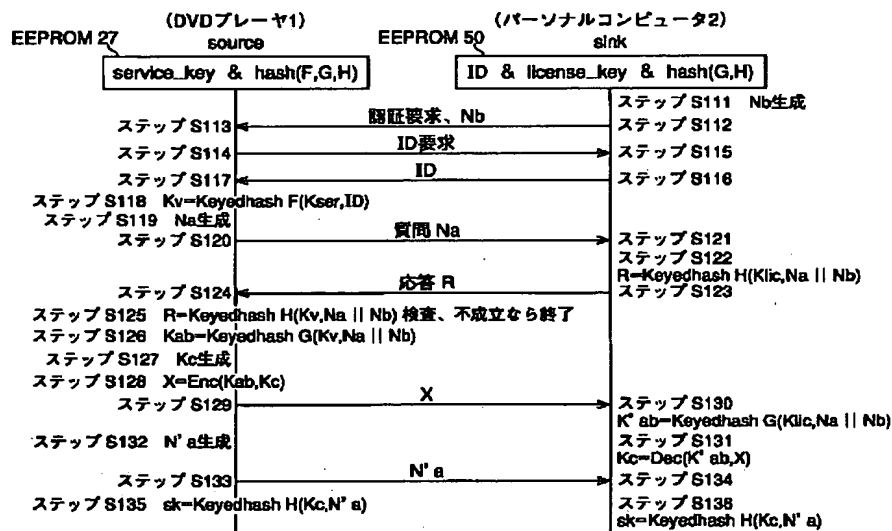 (DVDプレーヤ1)
source
(パーソナルコンピュータ2)
sink
EEPROM 27
service_key & hash(F,G,H)
EEPROM 50
ID & license_key & hash(G,H)
ステップ S111 Nb生成
ステップ S113
認証要求、Nb
ステップ S112
ステップ S114
ID要求
ステップ S115
ステップ S117
ID
ステップ S116
ステップ S118 Kv=Keyedhash F(Kser,ID)
ステップ S119 Na生成
ステップ S120
質問 Na
ステップ S121
ステップ S122
R=Keyedhash H(Klic,Na || Nb)
ステップ S124
応答 R
ステップ S123
ステップ S125 R=Keyedhash H(Kv,Na || Nb) 検査、不成立なら終了
ステップ S126 Kab=Keyedhash G(Kv,Na || Nb)
ステップ S127 Kc生成
ステップ S128 X=Enc(Kab,Kc)
ステップ S129
X
ステップ S130
K'ab=Keyedhash G(Klic,Na || Nb)
ステップ S132 N'a生成
ステップ S131
Kc=Dec(K'ab,X)
ステップ S133
N'a
ステップ S134
ステップ S135 sk=Keyedhash H(Kc,N'a)
ステップ S136
sk=Keyedhash H(Kc,N'a)